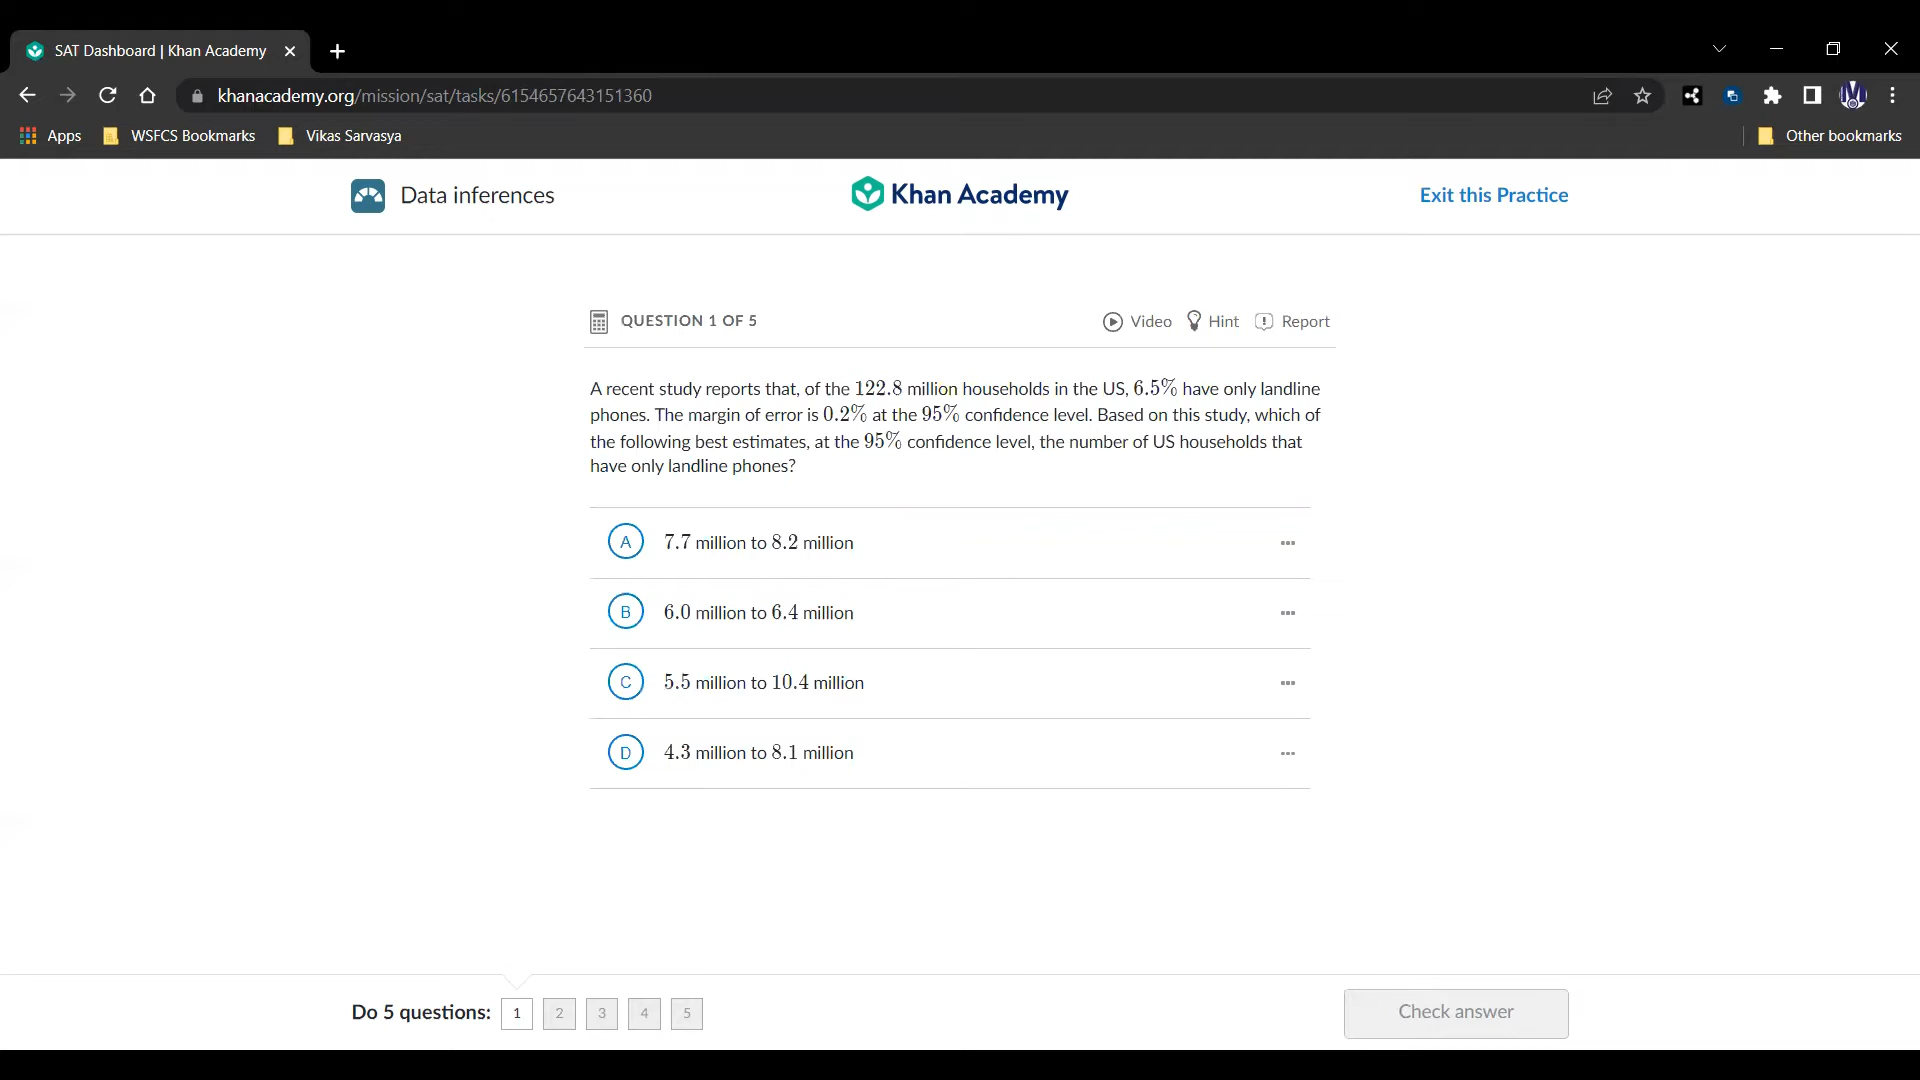 SAT Dashboard | Khan Academy
khanacademy.org/mission/sat/tasks/6154657643151360
Apps
WSFCS Bookmarks
Vikas Sarvasya
Other bookmarks
Data inferences
Khan Academy
Exit this Practice
QUESTION 1 OF 5
Video
Hint
Report
A recent study reports that, of the 122.8 million households in the US, 6.5% have only landline
phones. The margin of error is 0.2% at the 95% confidence level. Based on this study, which of
the following best estimates, at the 95% confidence level, the number of US households that
have only landline phones?
A 7.7 million to 8.2 million
B 6.0 million to 6.4 million
C 5.5 million to 10.4 million
D 4.3 million to 8.1 million
Do 5 questions: 1 2 3 4 5
Check answer